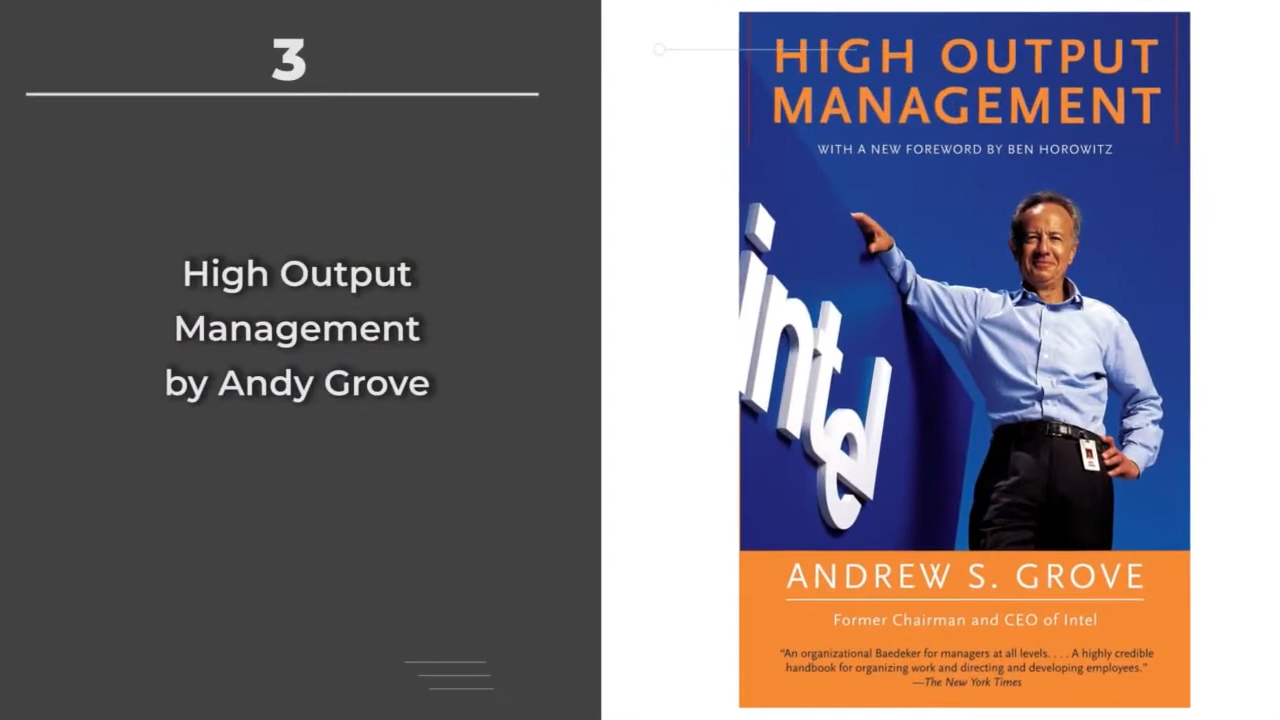 3
High Output
Management
by Andy Grove
HIGH OUTPUT
MANAGEMENT
WITH A NEW FOREWORD BY BEN HOROWITZ
intel
ANDREW S. GROVE
Former Chairman and CEO of Intel
“An organizational Baedeker for managers at all levels. . . . A highly credible
handbook for organizing work and directing and developing employees.”
—The New York Times